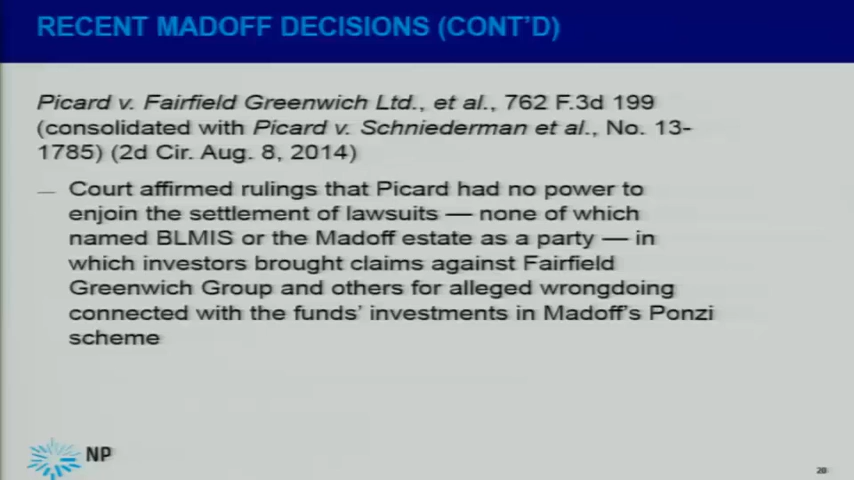 RECENT MADOFF DECISIONS (CONT'D)
Picard v. Fairfield Greenwich Ltd., et al., 762 F.3d 199
(consolidated with Picard v. Schniederman et al., No. 13-
1785) (2d Cir. Aug. 8, 2014)
— Court affirmed rulings that Picard had no power to
enjoin the settlement of lawsuits — none of which
named BLMIS or the Madoff estate as a party — in
which investors brought claims against Fairfield
Greenwich Group and others for alleged wrongdoing
connected with the funds' investments in Madoff's Ponzi
scheme
NP
28